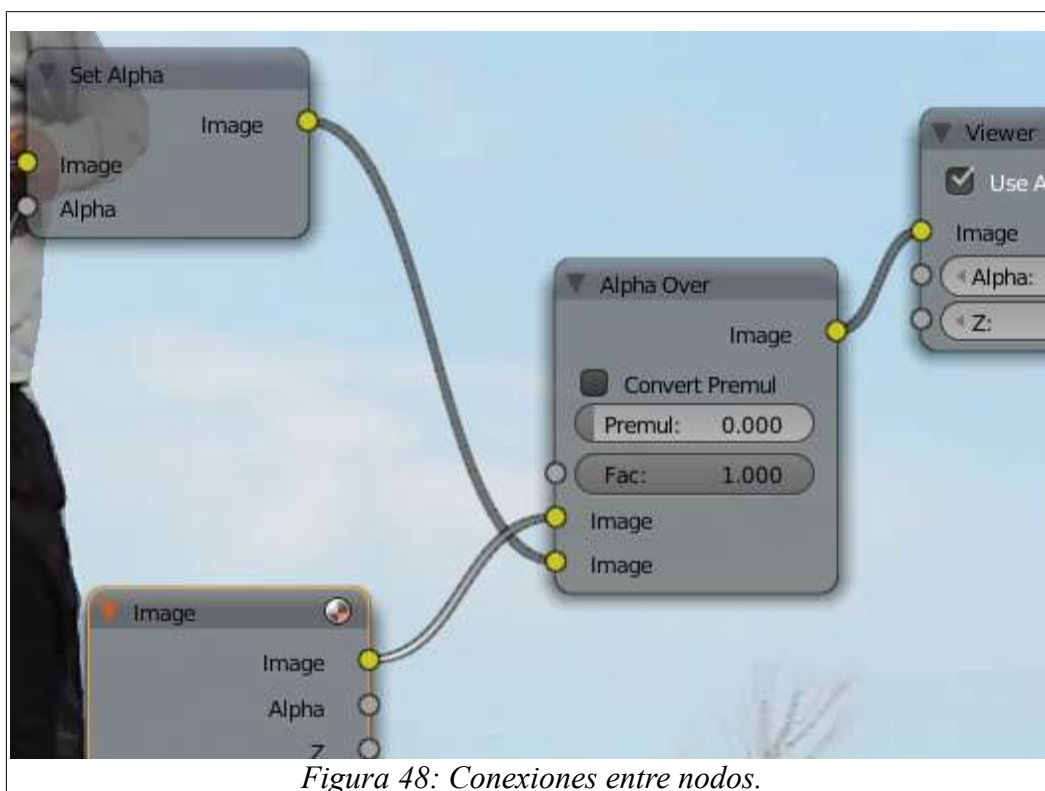 Set Alpha
Image
Image
Alpha
Viewer
Use A
Image
Alpha:
Z:
Alpha Over
Image
Convert Premul
Premul: 0.000
Fac: 1.000
Image
Image
Image
Image
Alpha
Z
Figura 48: Conexiones entre nodos.